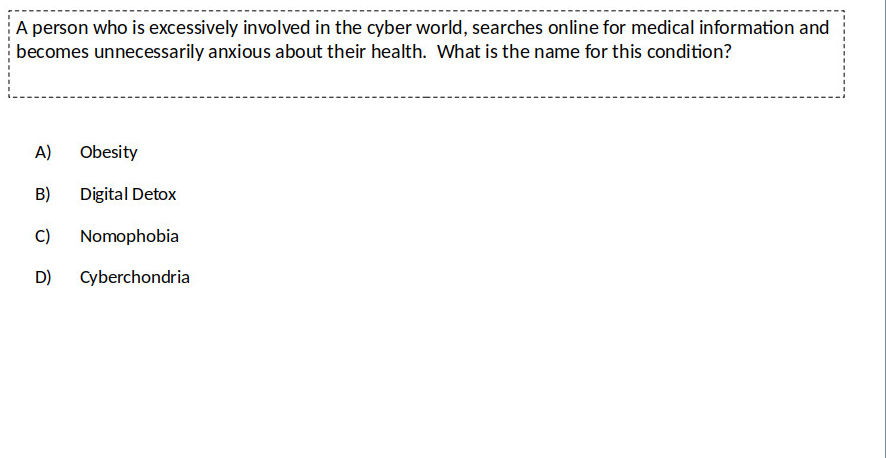 A person who is excessively involved in the cyber world, searches online for medical information and
becomes unnecessarily anxious about their health.  What is the name for this condition?
A) Obesity
B) Digital Detox
C) Nomophobia
D) Cyberchondria